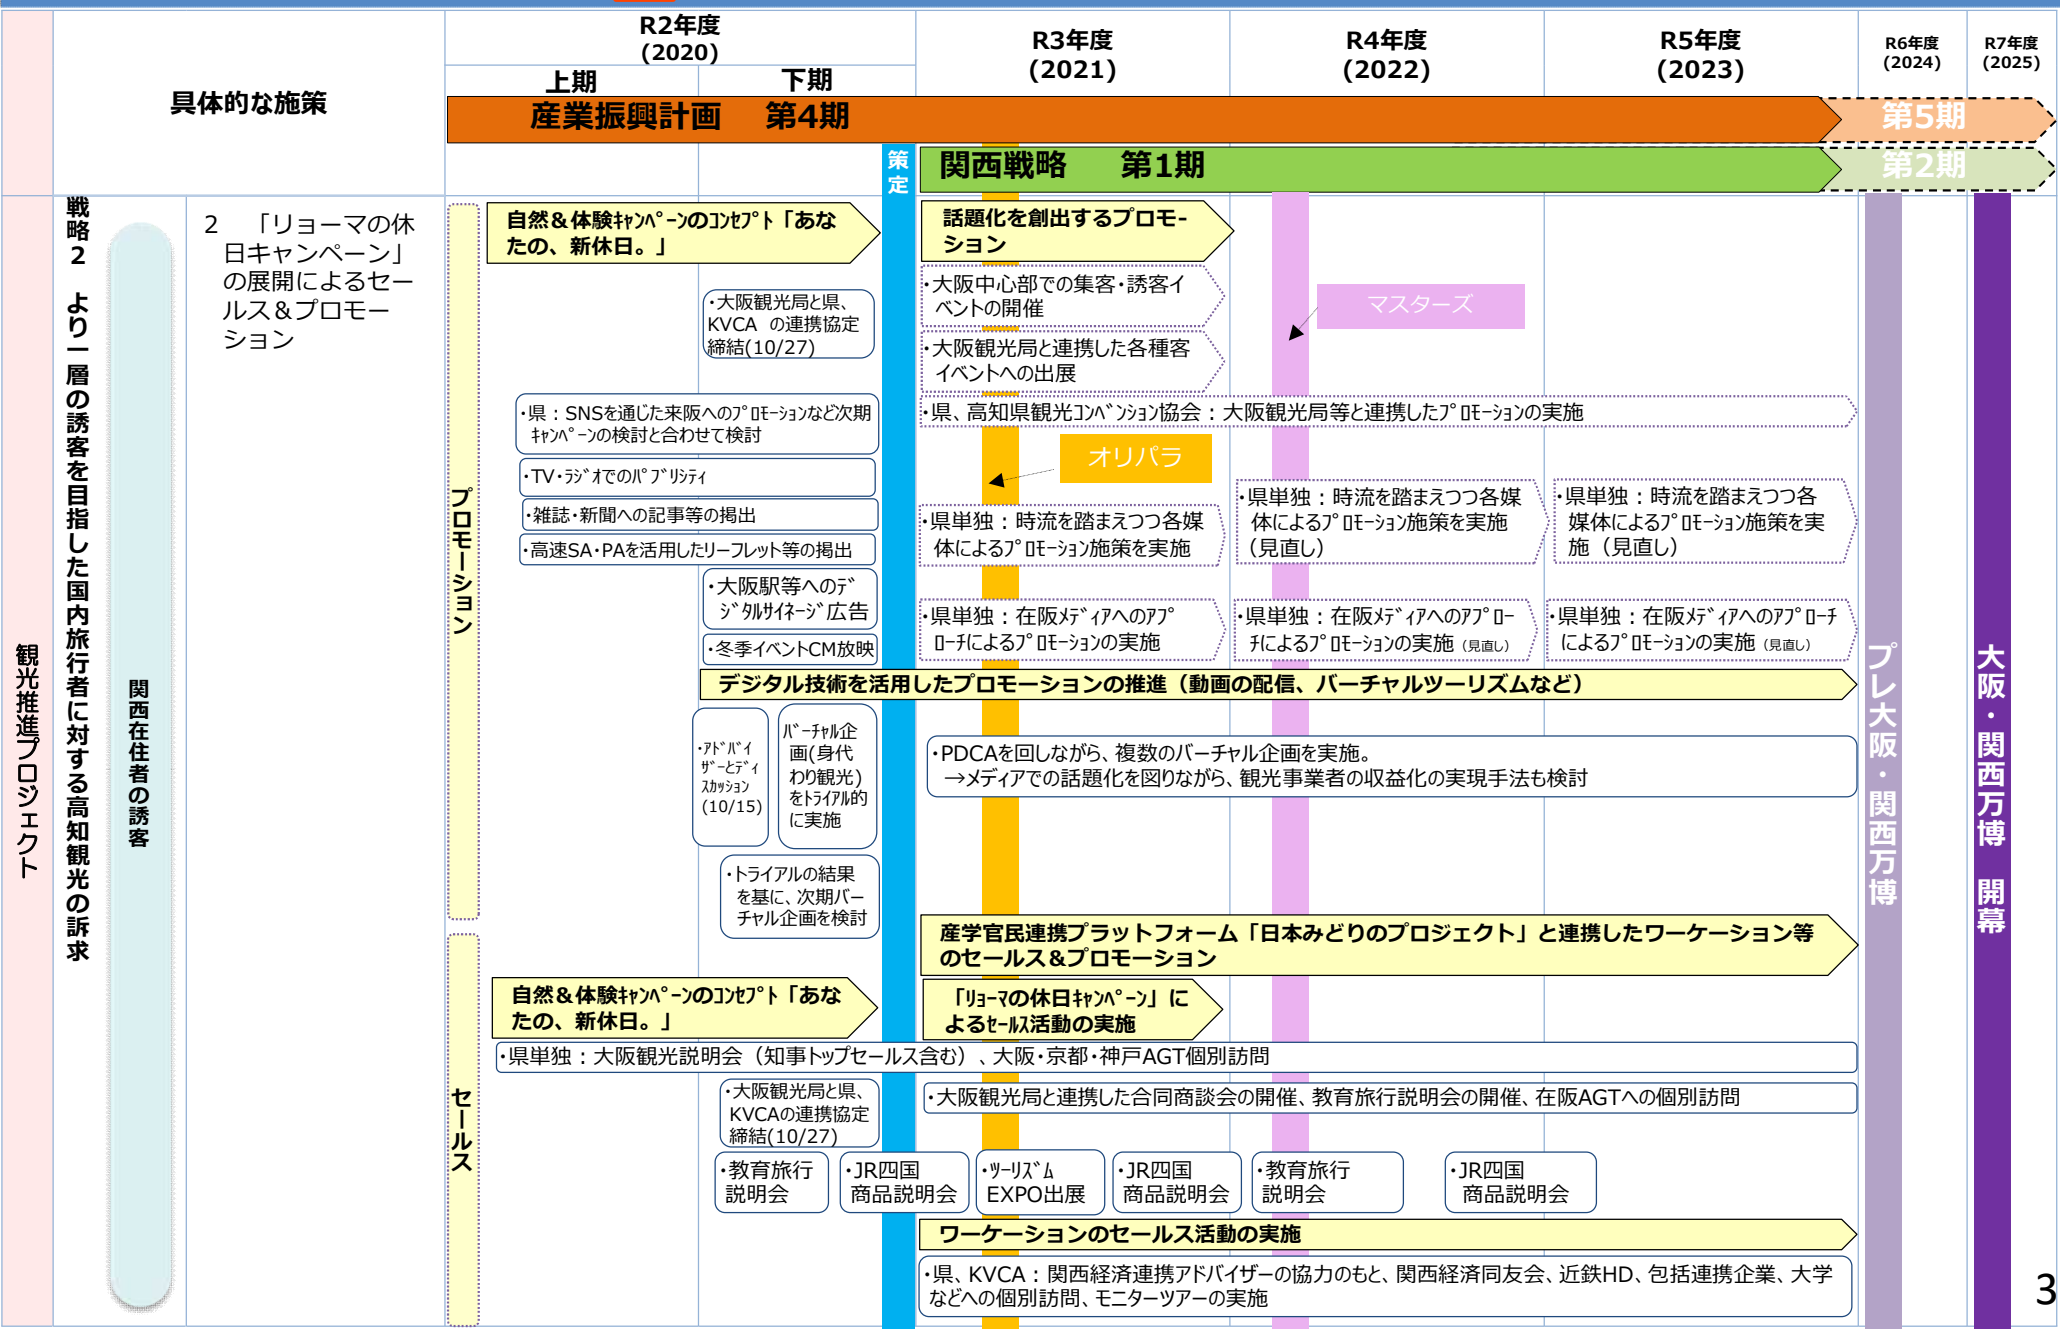 具体的な施策
R2年度
(2020)
上期
下期
R3年度
(2021)
R4年度
(2022)
R5年度
(2023)
R6年度
(2024)
R7年度
(2025)
産業振興計画　第4期
第5期
策
定
関西戦略　第1期
第2期
観光推進プロジェクト
戦略2　より一層の誘客を目指した国内旅行者に対する高知観光の訴求
関西在住者の誘客
2　「リョーマの休
日キャンペーン」
の展開によるセー
ルス＆プロモー
ション
プロモーション
自然＆体験ｷｬﾝﾍﾟｰﾝのｺﾝｾﾌﾟﾄ「あな
たの、新休日。」
話題化を創出するプロモ-
ション
・大阪観光局と県、
KVCA の連携協定
締結(10/27)
・大阪中心部での集客・誘客イ
ベントの開催
・大阪観光局と連携した各種客
イベントへの出展
マスターズ
・県：SNSを通じた来阪へのﾌﾟﾛﾓｰｼｮﾝなど次期
ｷｬﾝﾍﾟｰﾝの検討と合わせて検討
・県、高知県観光ｺﾝﾍﾞﾝｼｮﾝ協会：大阪観光局等と連携したﾌﾟﾛﾓｰｼｮﾝの実施
オリパラ
・TV・ﾗｼﾞｵでのﾊﾟﾌﾞﾘｼﾃｨ
・雑誌・新聞への記事等の掲出
・高速SA・PAを活用したリーフレット等の掲出
・県単独：時流を踏まえつつ各媒
体によるﾌﾟﾛﾓｰｼｮﾝ施策を実施
・県単独：時流を踏まえつつ各媒
体によるﾌﾟﾛﾓｰｼｮﾝ施策を実施
（見直し）
・県単独：時流を踏まえつつ各
媒体によるﾌﾟﾛﾓｰｼｮﾝ施策を実
施（見直し）
・大阪駅等へのﾃﾞ
ｼﾞﾀﾙｻｲﾈｰｼﾞ広告
・冬季イベントCM放映
・県単独：在阪ﾒﾃﾞｨｱへのｱﾌﾟ
ﾛｰﾁによるﾌﾟﾛﾓｰｼｮﾝの実施
・県単独：在阪ﾒﾃﾞｨｱへのｱﾌﾟﾛｰ
ﾁによるﾌﾟﾛﾓｰｼｮﾝの実施（見直し）
・県単独：在阪ﾒﾃﾞｨｱへのｱﾌﾟﾛｰﾁ
によるﾌﾟﾛﾓｰｼｮﾝの実施（見直し）
デジタル技術を活用したプロモーションの推進（動画の配信、バーチャルツーリズムなど）
・ｱﾄﾞﾊﾞｲ
ｻﾞｰとﾃﾞｨ
ｽｶｯｼｮﾝ
(10/15)
ﾊﾞｰﾁｬﾙ企
画(身代
わり観光)
をﾄﾗｲｱﾙ的
に実施
・PDCAを回しながら、複数のバーチャル企画を実施。
→メディアでの話題化を図りながら、観光事業者の収益化の実現手法も検討
・トライアルの結果
を基に、次期バー
チャル企画を検討
産学官民連携プラットフォーム「日本みどりのプロジェクト」と連携したワーケーション等
のセールス＆プロモーション
セールス
自然＆体験ｷｬﾝﾍﾟｰﾝのｺﾝｾﾌﾟﾄ「あな
たの、新休日。」
「ﾘｮｰﾏの休日ｷｬﾝﾍﾟｰﾝ」に
よるｾｰﾙｽ活動の実施
・県単独：大阪観光説明会（知事トップセールス含む）、大阪・京都・神戸AGT個別訪問
・大阪観光局と県、
KVCAの連携協定
締結(10/27)
・大阪観光局と連携した合同商談会の開催、教育旅行説明会の開催、在阪AGTへの個別訪問
・教育旅行
説明会
・JR四国
商品説明会
・ﾂｰﾘｽﾞﾑ
EXPO出展
・JR四国
商品説明会
・教育旅行
説明会
・JR四国
商品説明会
ワーケーションのセールス活動の実施
・県、KVCA：関西経済連携アドバイザーの協力のもと、関西経済同友会、近鉄HD、包括連携企業、大学
などへの個別訪問、モニターツアーの実施
プレ大阪・関西万博
大阪・関西万博　開幕
3